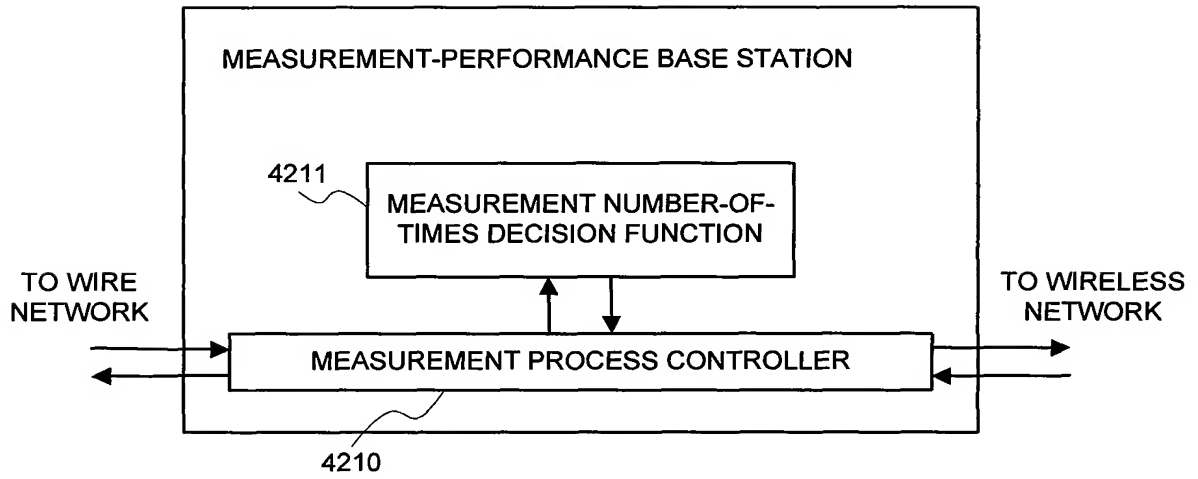 MEASUREMENT-PERFORMANCE BASE STATION
4211
MEASUREMENT NUMBER-OF-
TIMES DECISION FUNCTION
TO WIRE
NETWORK
TO WIRELESS
NETWORK
MEASUREMENT PROCESS CONTROLLER
4210